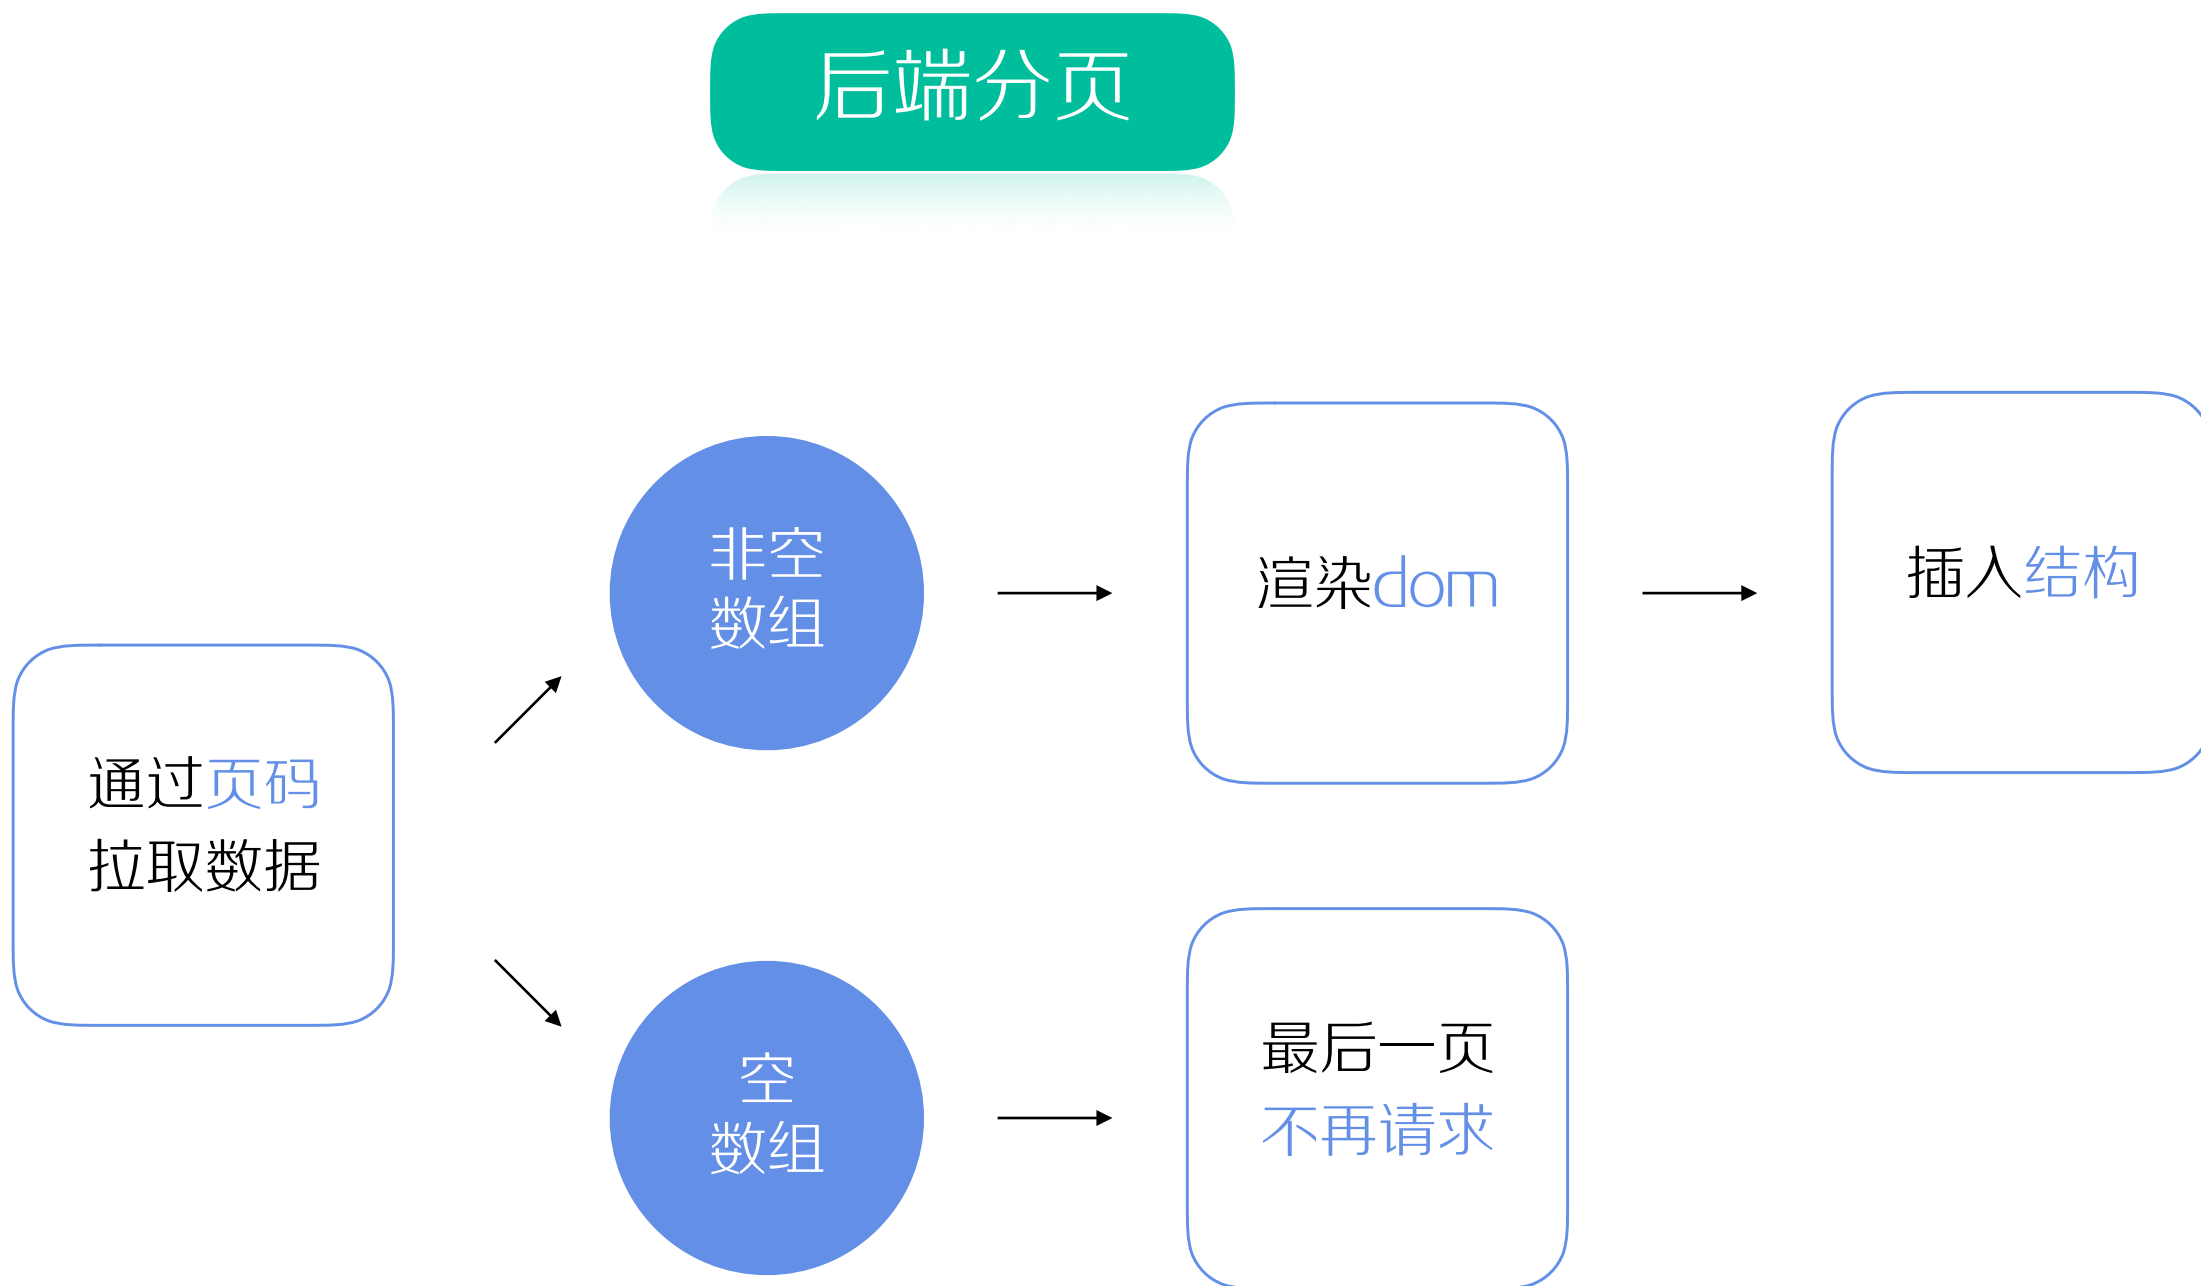 后端分页
通过页码
拉取数据
非空
数组
渲染dom
插入结构
空
数组
最后一页
不再请求